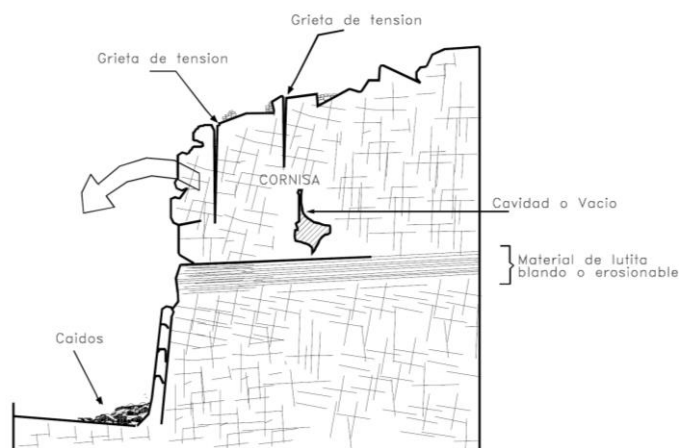 Grieta de tension
Grieta de tension
CORNISA
Cavidad o Vacio
Material de lutita
blando o erosionable
Caidos